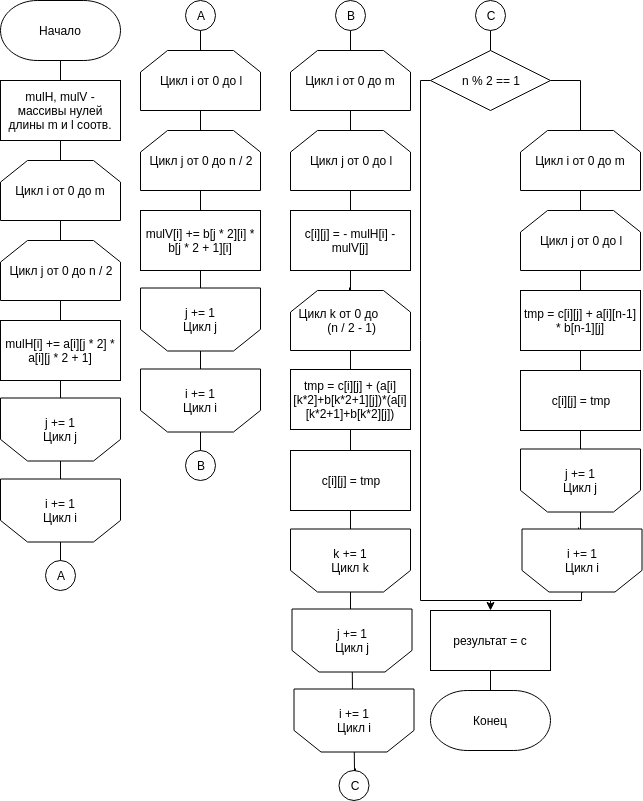 Начало
mulH, mulV -
массивы нулей
длины m и l соотв.
Цикл i от 0 до m
Цикл j от 0 до n / 2
mulH[i] += a[i][j * 2] *
a[i][j * 2 + 1]
j += 1
Цикл j
i += 1
Цикл i
A
A
Цикл i от 0 до l
Цикл j от 0 до n / 2
mulV[i] += b[j * 2][i] *
b[j * 2 + 1][i]
j += 1
Цикл j
i += 1
Цикл i
B
B
Цикл i от 0 до m
Цикл j от 0 до l
c[i][j] = - mulH[i] -
mulV[j]
Цикл k от 0 до
(n / 2 - 1)
tmp = c[i][j] + (a[i]
[k*2]+b[k*2+1][j])*(a[i]
[k*2+1]+b[k*2][j])
c[i][j] = tmp
k += 1
Цикл k
j += 1
Цикл j
i += 1
Цикл i
C
C
n % 2 == 1
Цикл i от 0 до m
Цикл j от 0 до l
tmp = c[i][j] + a[i][n-1]
* b[n-1][j]
c[i][j] = tmp
j += 1
Цикл j
i += 1
Цикл i
результат = c
Конец